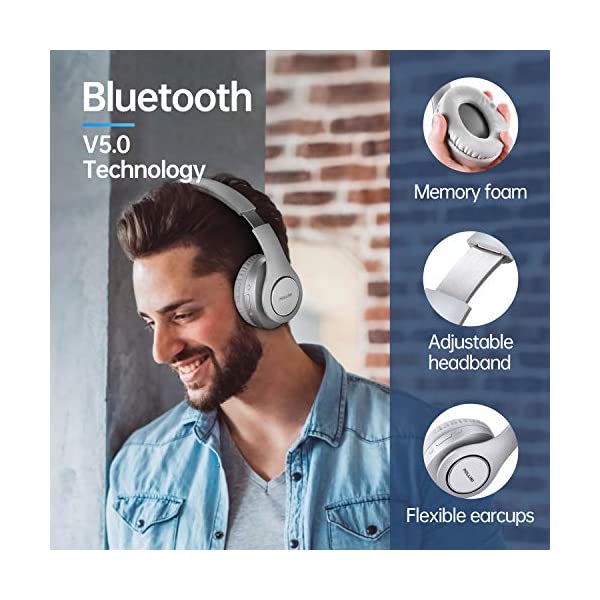 Bluetooth
V5.0
Technology
Memory foam
Adjustable
headband
Flexible earcups